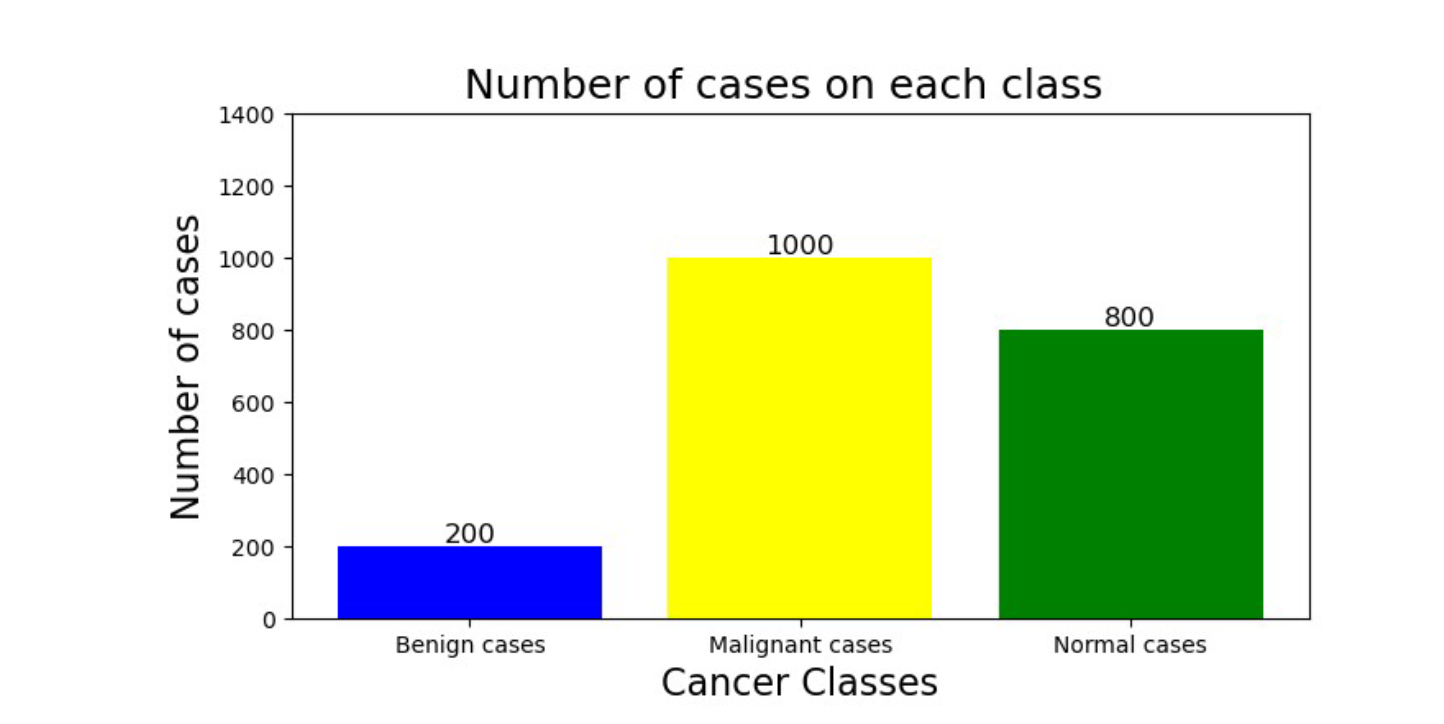 Number of cases on each class
1400
1200
1000
800
600
400
200
0
Number of cases
200
1000
800
Benign cases
Malignant cases
Normal cases
Cancer Classes